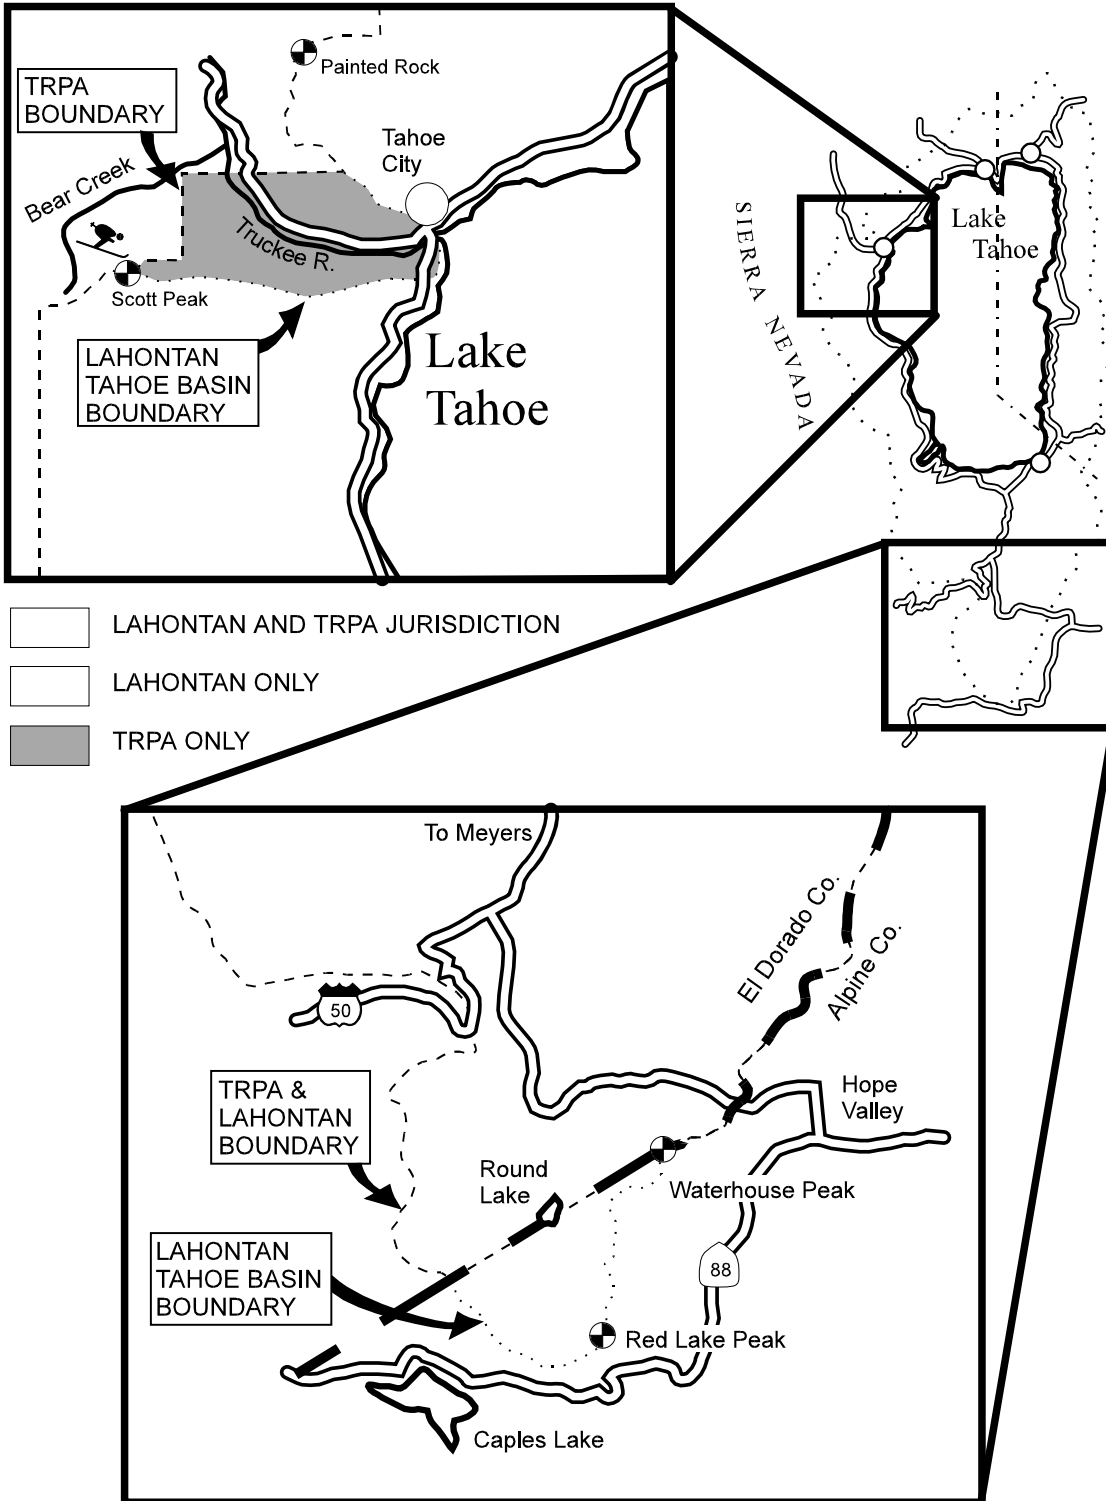 Painted Rock
TRPA
BOUNDARY
Tahoe
City
Bear Creek
Truckee R.
Scott Peak
LAHONTAN
TAHOE BASIN
BOUNDARY
Lake
Tahoe
SIERRA NEVADA
Lake
Tahoe
LAHONTAN AND TRPA JURISDICTION
LAHONTAN ONLY
TRPA ONLY
To Meyers
El Dorado Co.
Alpine Co.
50
TRPA &
LAHONTAN
BOUNDARY
Hope
Valley
Round
Lake
Waterhouse Peak
LAHONTAN
TAHOE BASIN
BOUNDARY
88
Red Lake Peak
Caples Lake